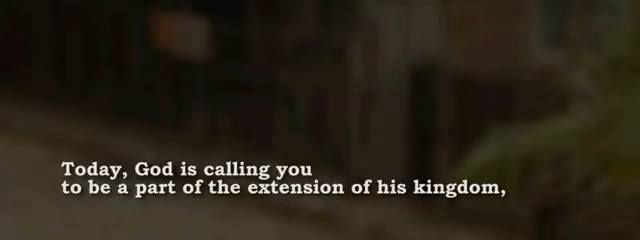 Today, God is calling you
to be a part of the extension of his kingdom,